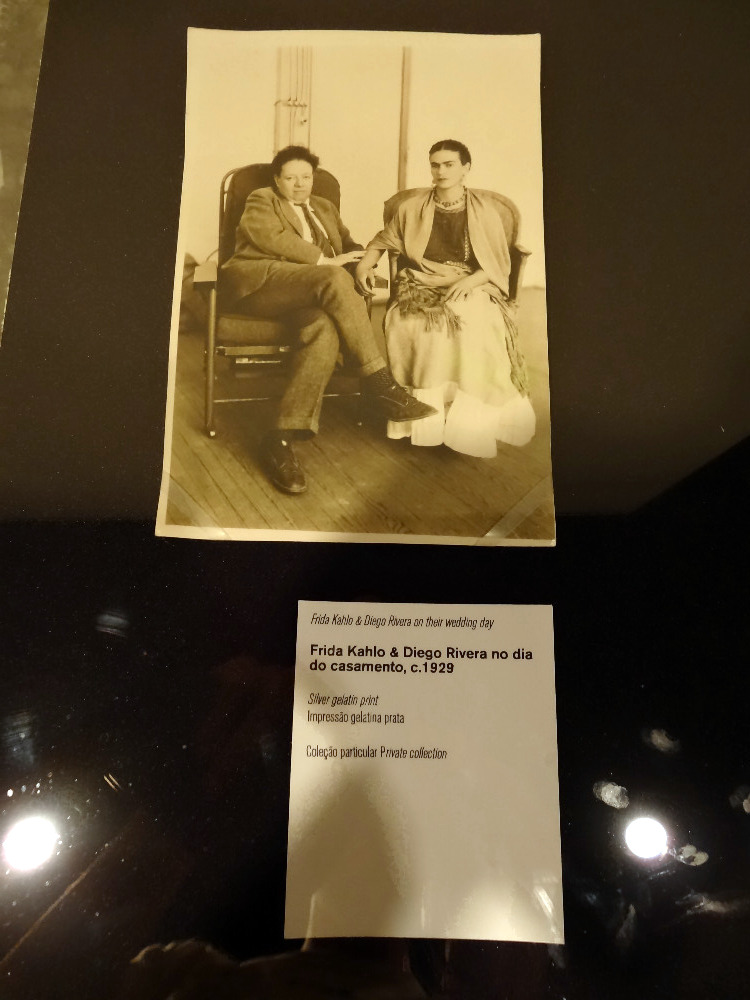 Frida Kahlo & Diego Rivera on their wedding day
Frida Kahlo & Diego Rivera no dia
do casamento, c.1929
Silver gelatin print
Impressão gelatina prata
Coleção particular Private collection